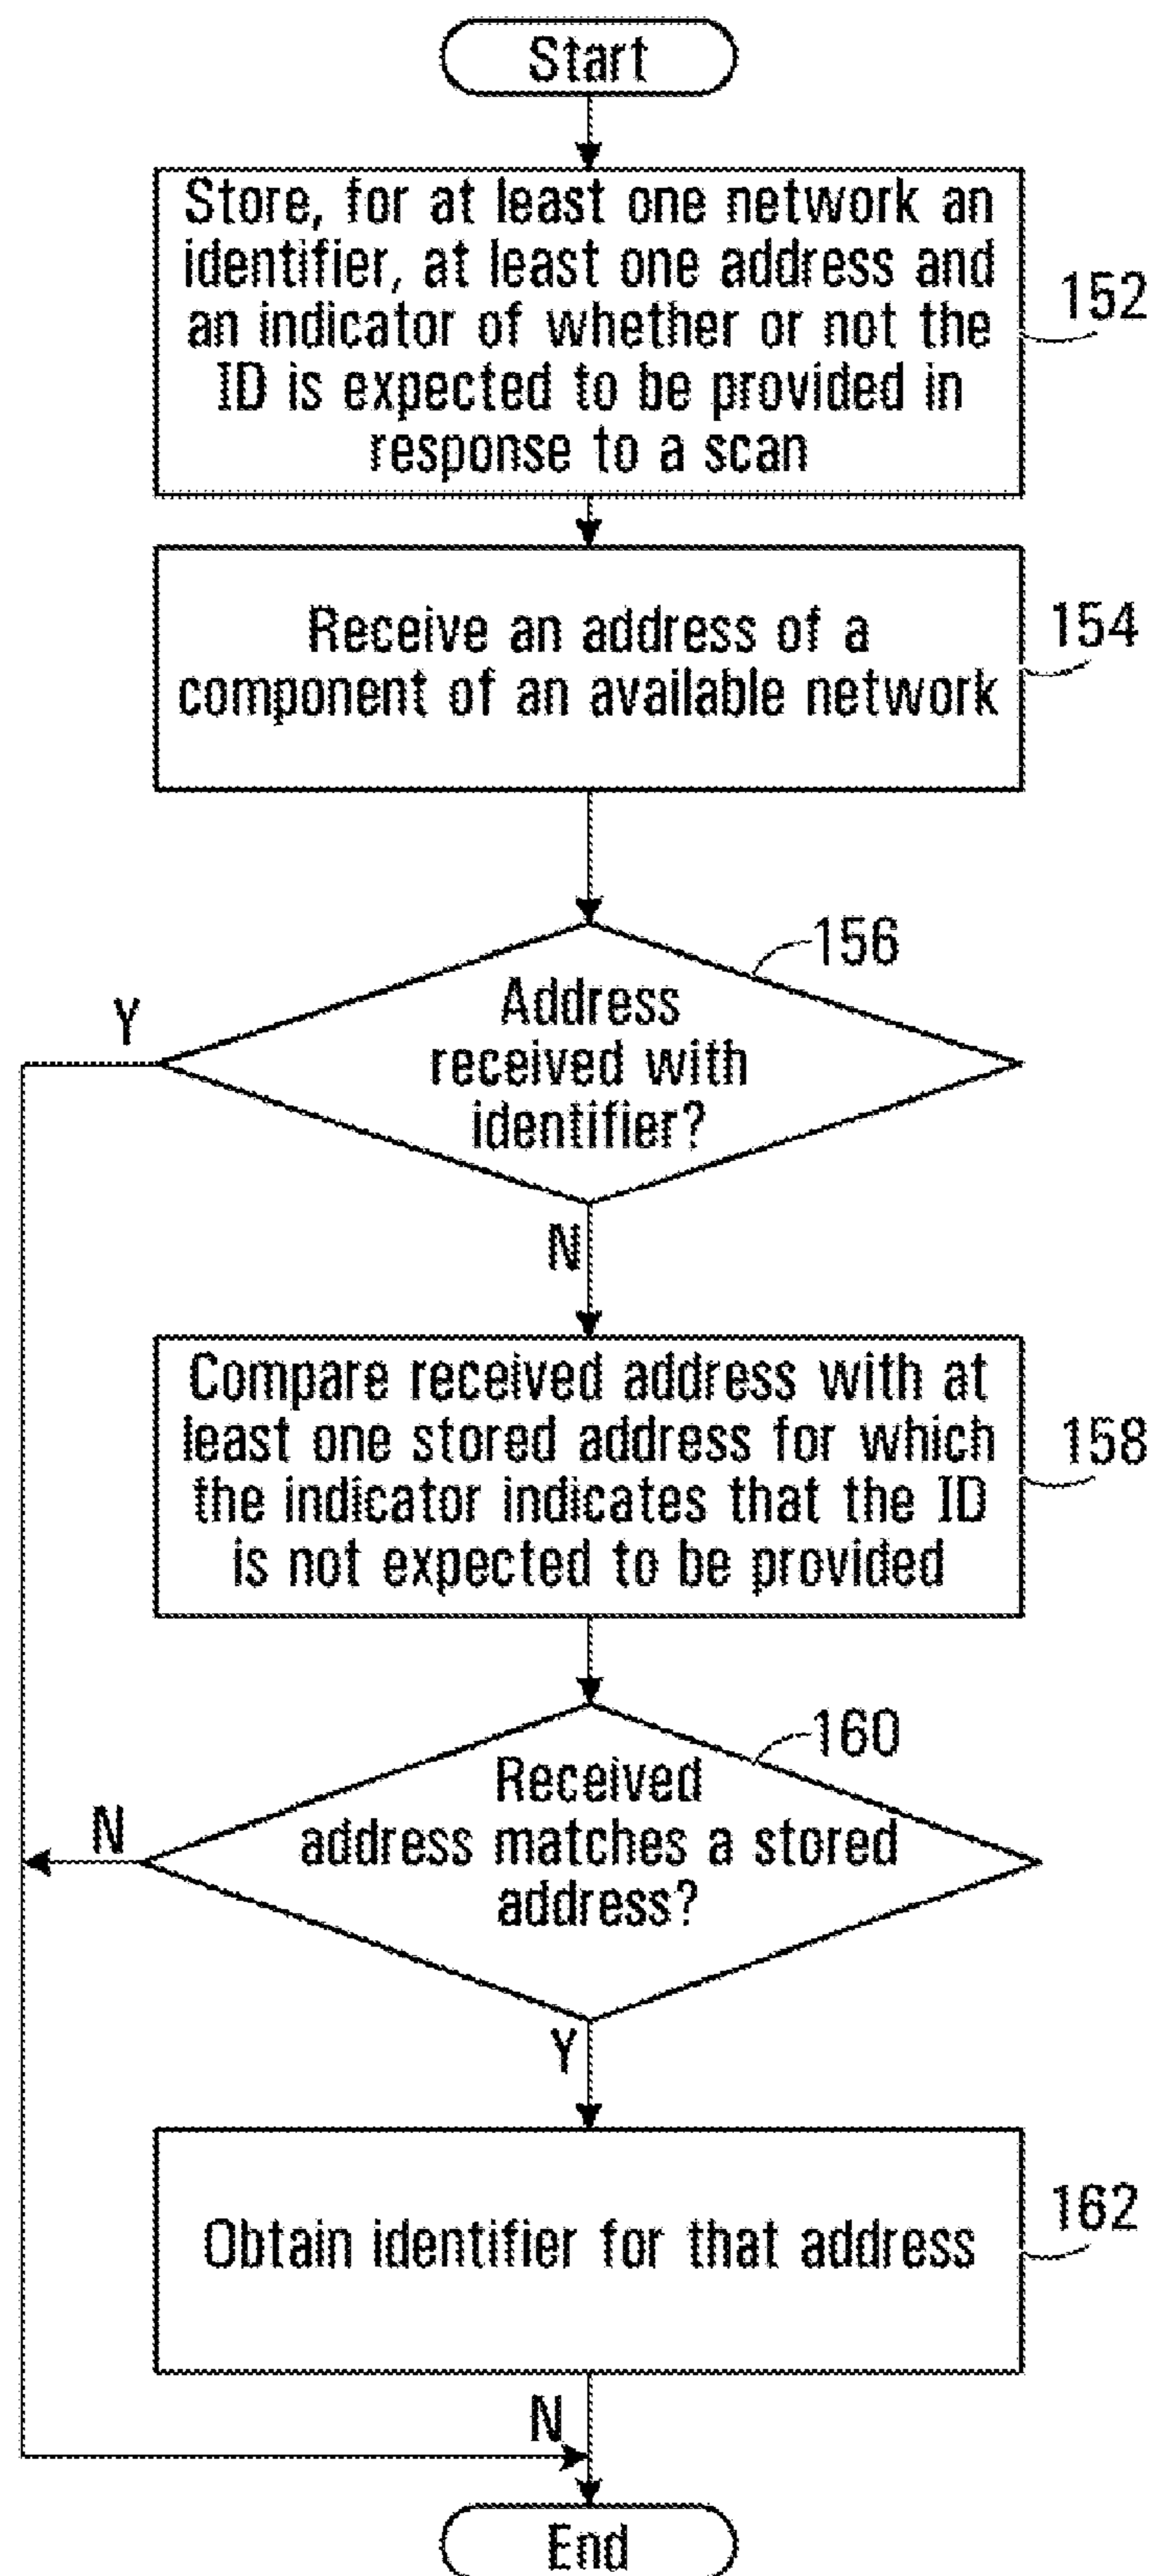 Start
Store, for at least one network an
identifier, at least one address and
an indicator of whether or not the
ID is expected to be provided in
response to a scan
152
Receive an address of a
component of an available network
154
156
Address
received with
identifier?
Y
N
Compare received address with at
least one stored address for which
the indicator indicates that the ID
is not expected to be provided
158
160
Received
address matches a stored
address?
N
Y
Obtain identifier for that address
162
N
End